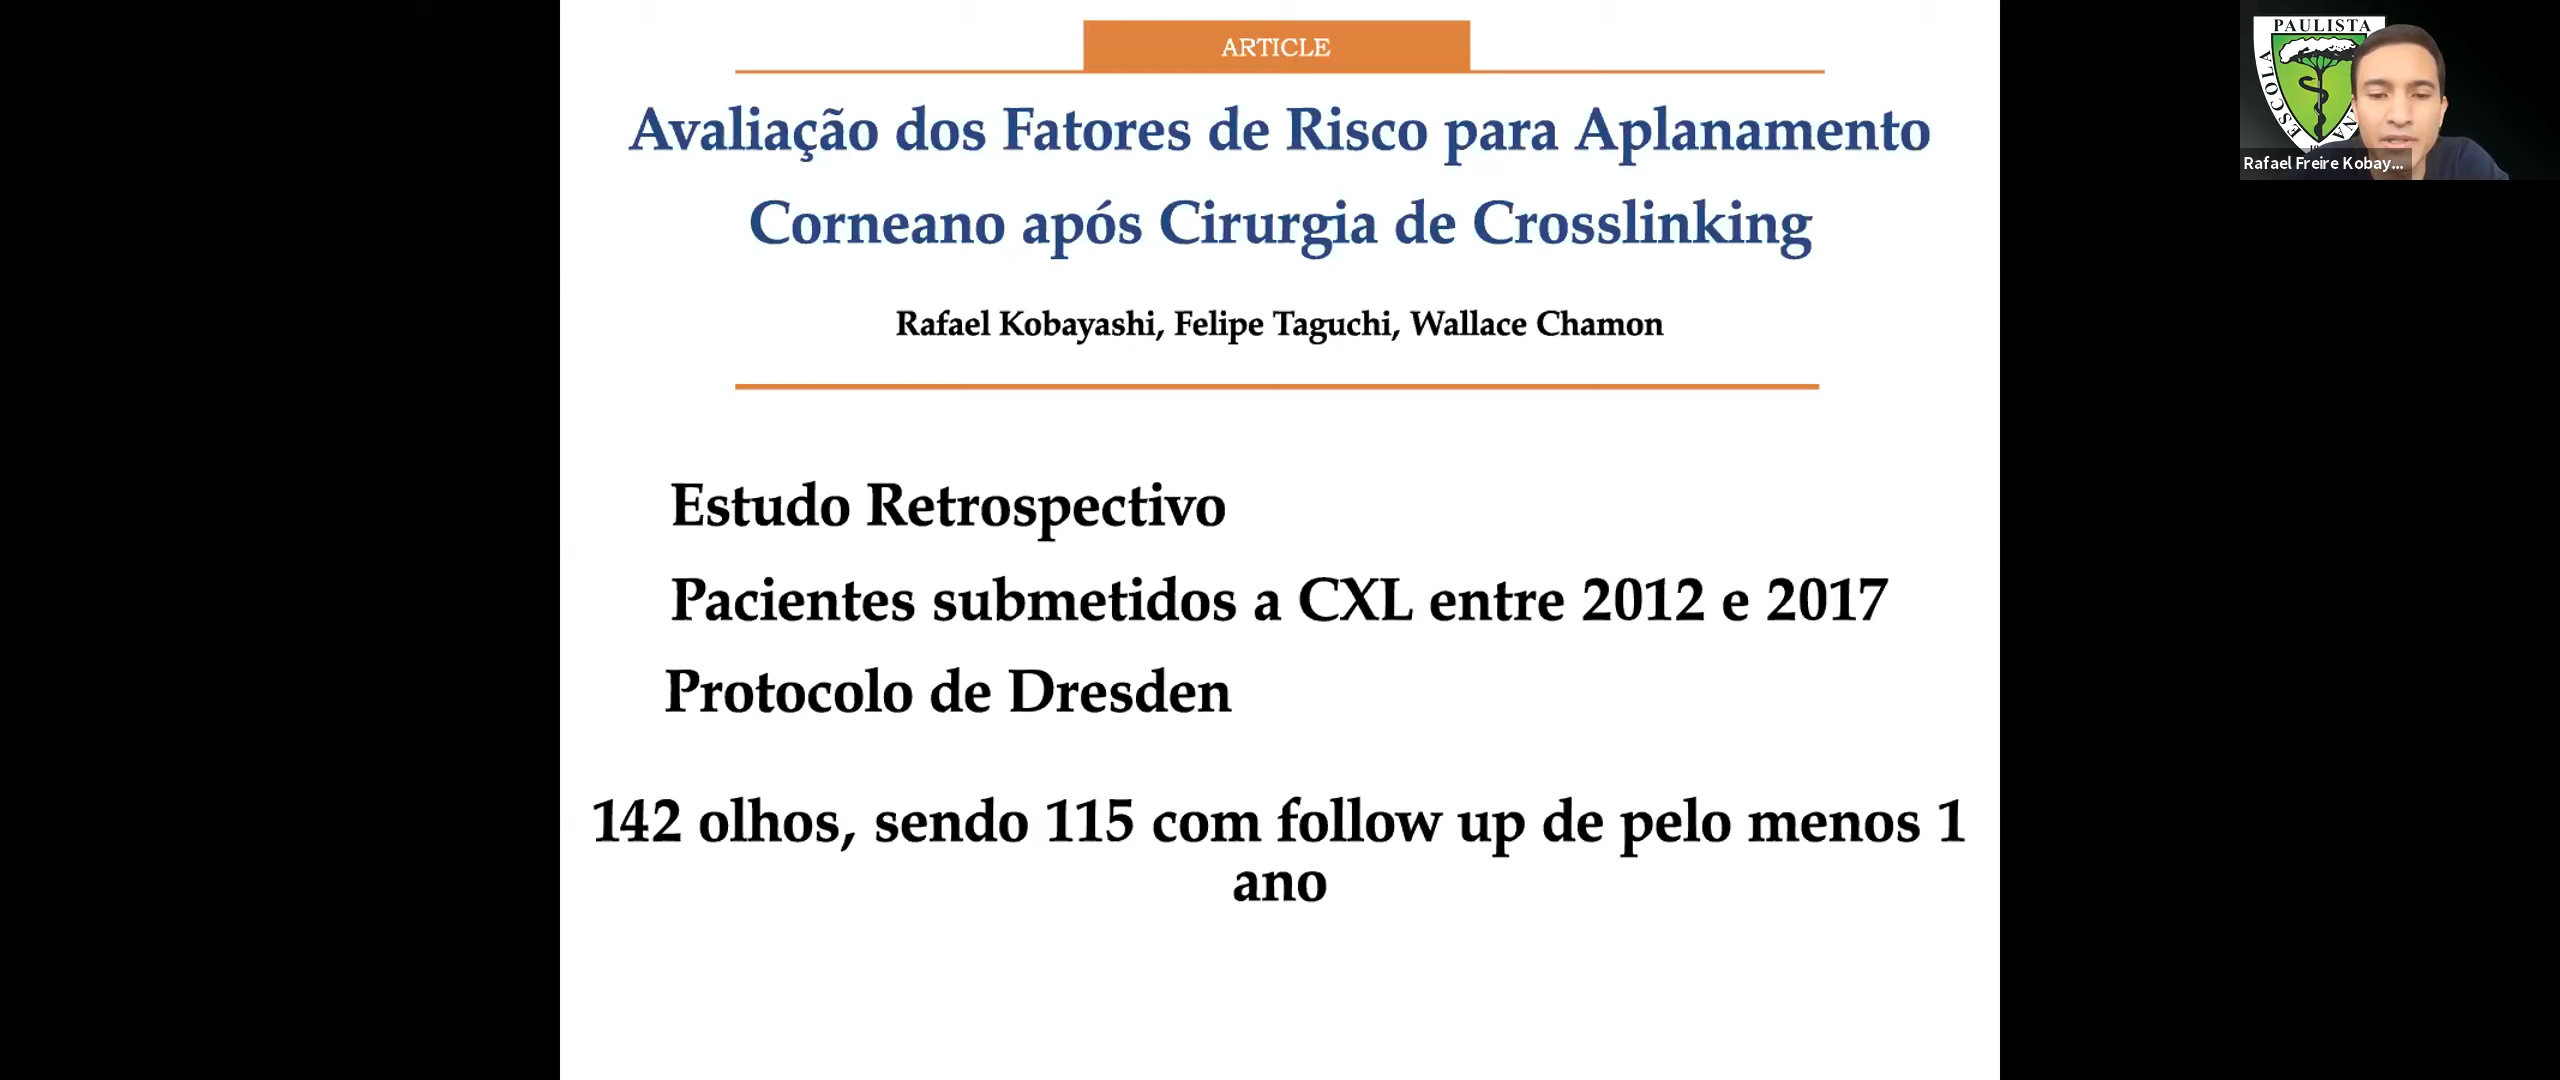 ARTICLE
Avaliação dos Fatores de Risco para Aplanamento
Corneano após Cirurgia de Crosslinking
Rafael Kobayashi, Felipe Taguchi, Wallace Chamon
Estudo Retrospectivo
Pacientes submetidos a CXL entre 2012 e 2017
Protocolo de Dresden
142 olhos, sendo 115 com follow up de pelo menos 1
ano
PAULISTA
ESCOLA
Rafael Freire Kobay...